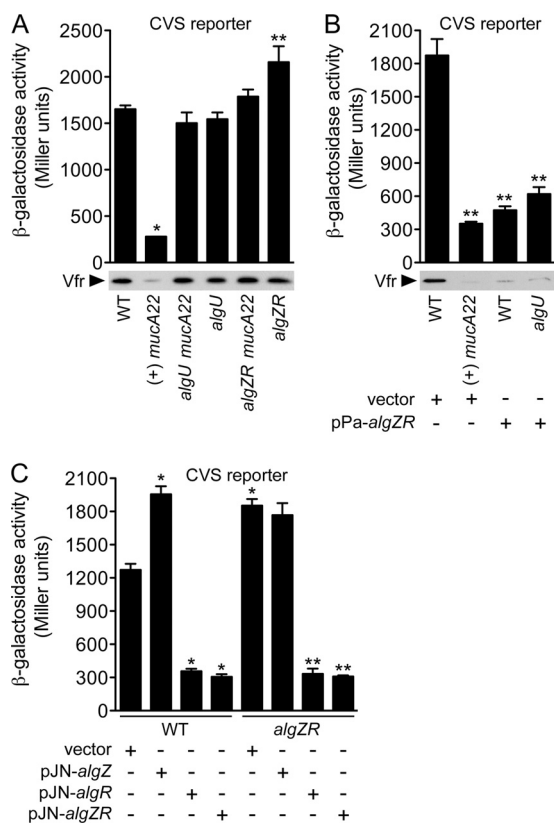 A
CVS reporter
β-galactosidase activity
(Miller units)
2500
2000
1500
1000
500
0
**
*
Vfr
WT
(+) mucA22
algU mucA22
algU
algZR mucA22
algZR
B
CVS reporter
β-galactosidase activity
(Miller units)
2100
1800
1500
1200
900
600
300
0
** ** **
Vfr
WT
(+) mucA22
WT
algU
vector + + - -
pPa-algZR - - + +
C
CVS reporter
β-galactosidase activity
(Miller units)
2100
1800
1500
1200
900
600
300
0
* * * * ** **
WT algZR
vector + - - - + - - -
pJN-algZ - + - - - + - -
pJN-algR - - + - - - + -
pJN-algZR - - - + - - - +